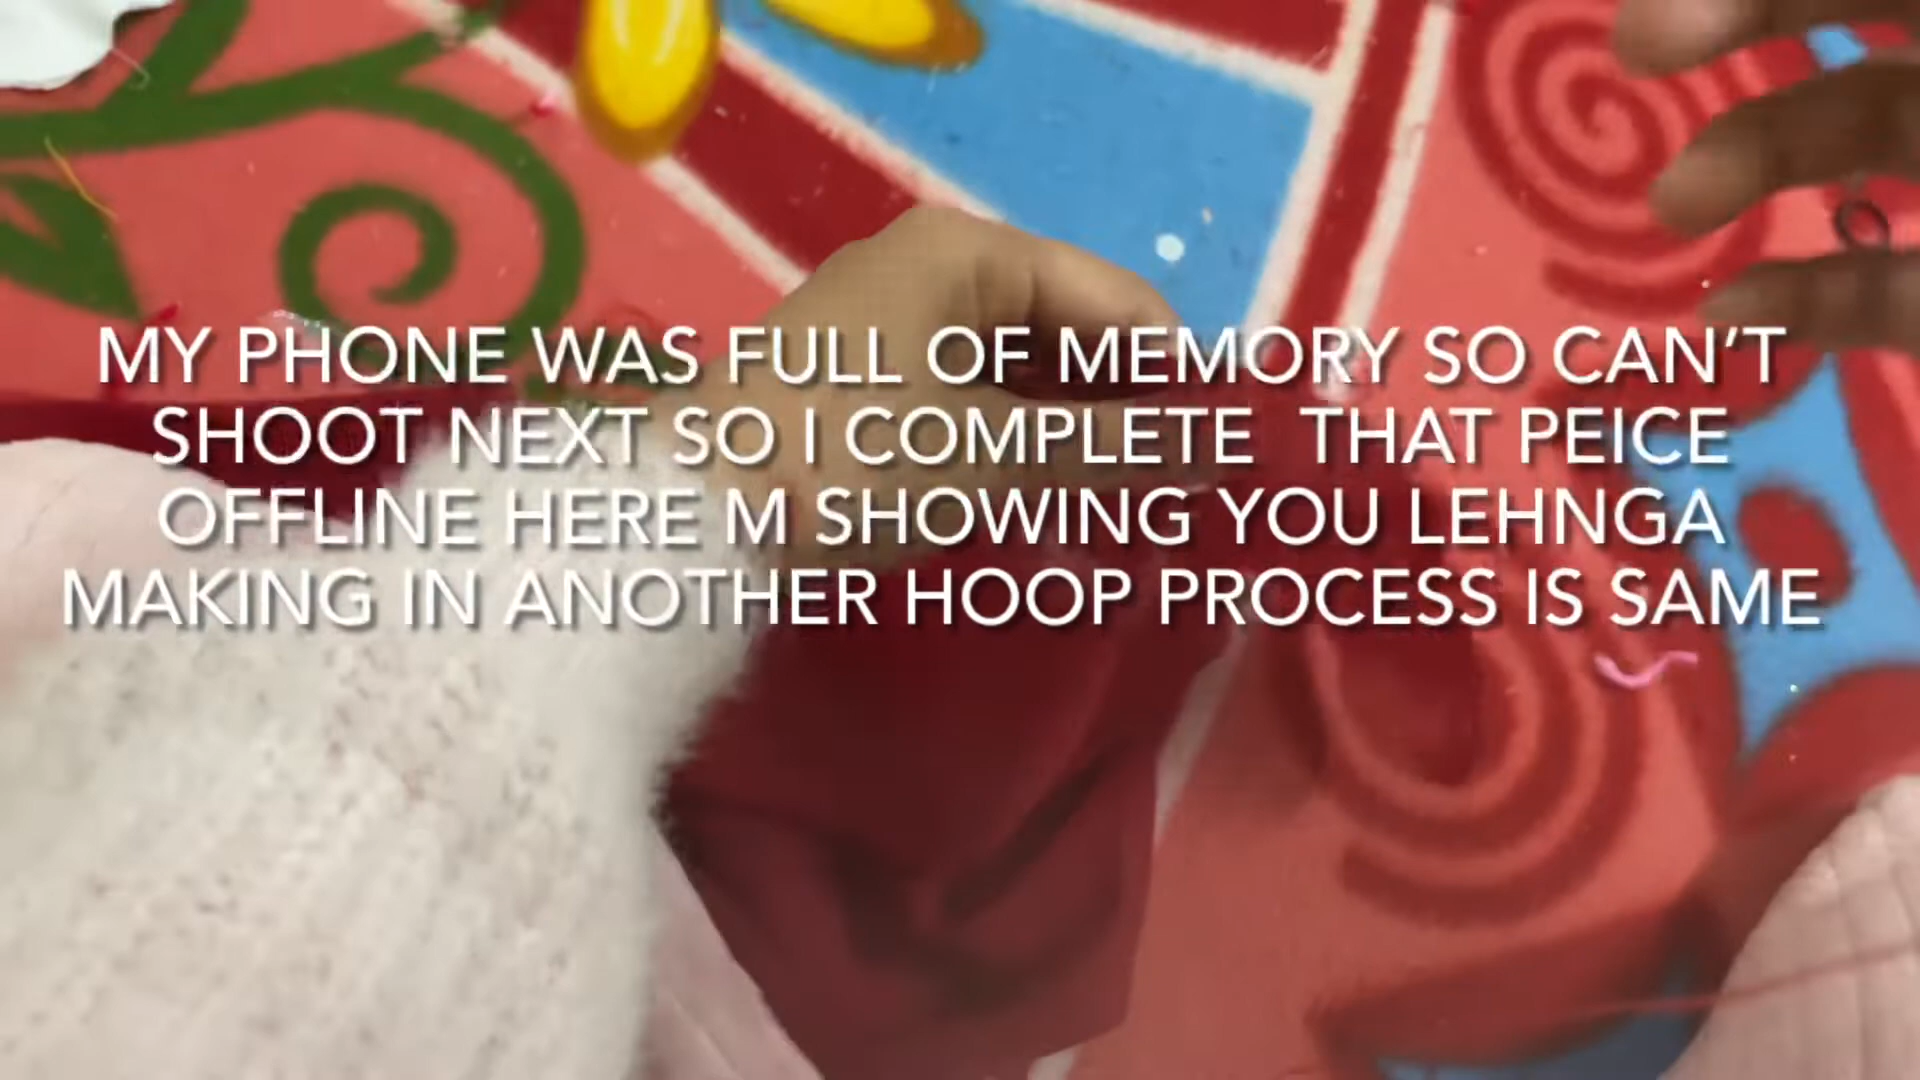 MY PHONE WAS FULL OF MEMORY SO CAN’T
SHOOT NEXT SO I COMPLETE THAT PEICE
OFFLINE HERE M SHOWING YOU LEHNGA
MAKING IN ANOTHER HOOP PROCESS IS SAME